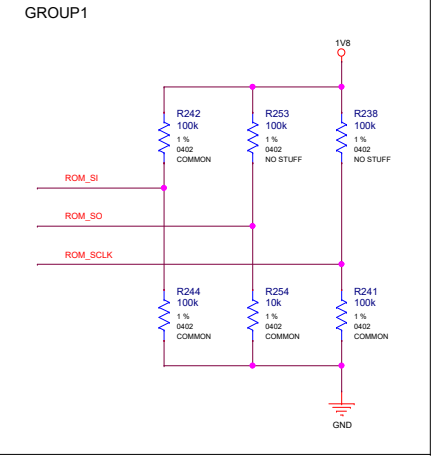 GROUP1
1V8
R242
100k
1 %
0402
COMMON
R253
100k
1 %
0402
NO STUFF
R238
100k
1 %
0402
NO STUFF
ROM_SI
ROM_SO
ROM_SCLK
R244
100k
1 %
0402
COMMON
R254
10k
1 %
0402
COMMON
R241
100k
1 %
0402
COMMON
GND